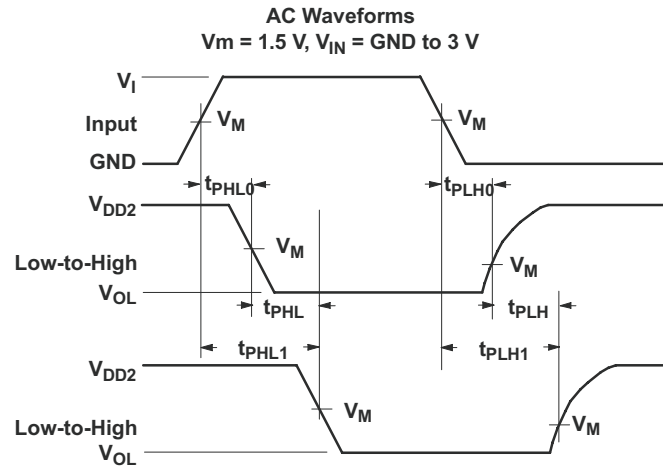 AC Waveforms
Vm = 1.5 V, VIN = GND to 3 V
VI
VM
VM
Input
GND
tPHL0
tPLH0
VDD2
VM
VM
Low-to-High
VOL
tPHL
tPLH
tPHL1
tPLH1
VDD2
VM
VM
Low-to-High
VOL